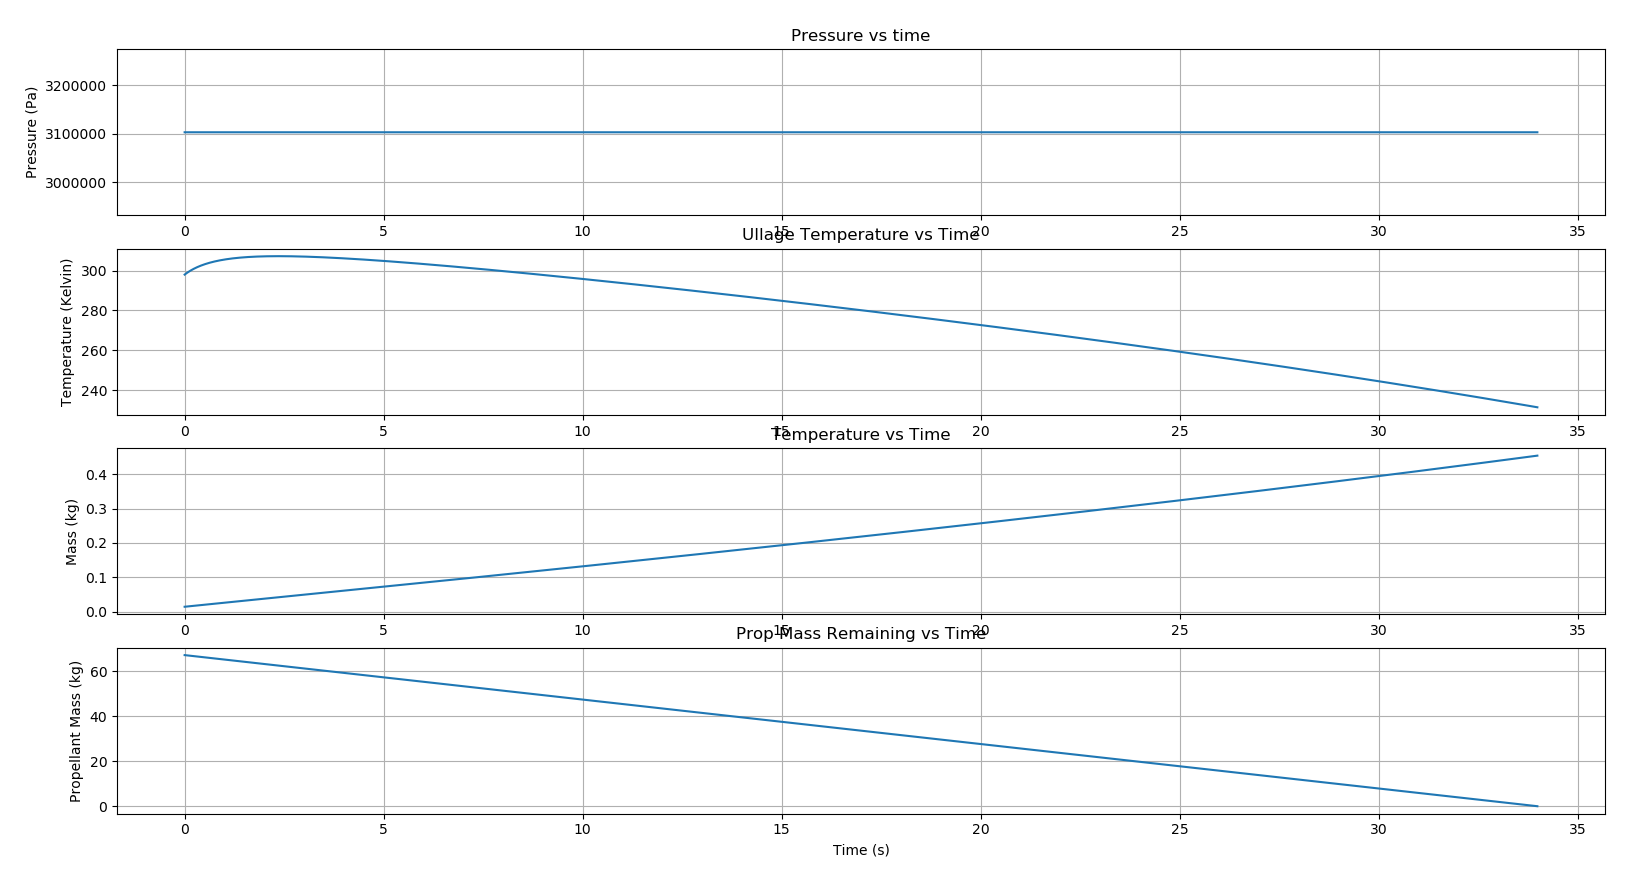 Pressure vs time
Pressure (Pa)
3200000
3100000
3000000
0 5 10 15 20 25 30 35
Ullage Temperature vs Time
Temperature (Kelvin)
300
280
260
240
0 5 10 15 20 25 30 35
Temperature vs Time
Mass (kg)
0.4
0.3
0.2
0.1
0.0
0 5 10 15 20 25 30 35
Prop Mass Remaining vs Time
Propellant Mass (kg)
60
40
20
0
0 5 10 15 20 25 30 35
Time (s)